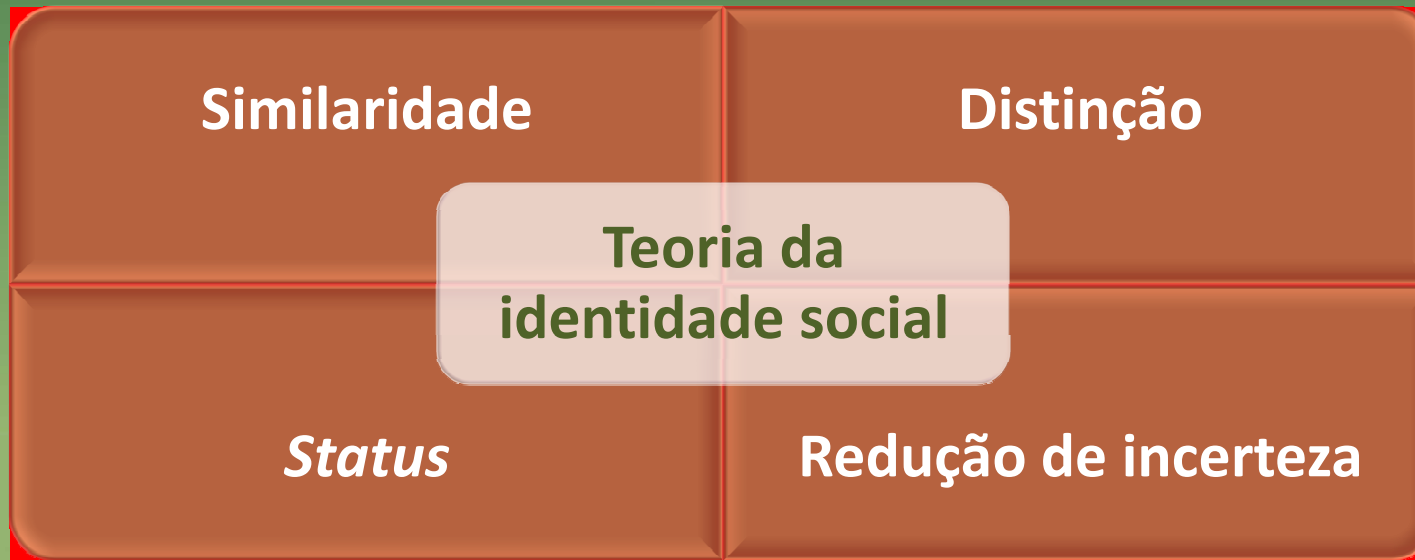 Similaridade
Distinção
Teoria da
identidade social
Status
Redução de incerteza